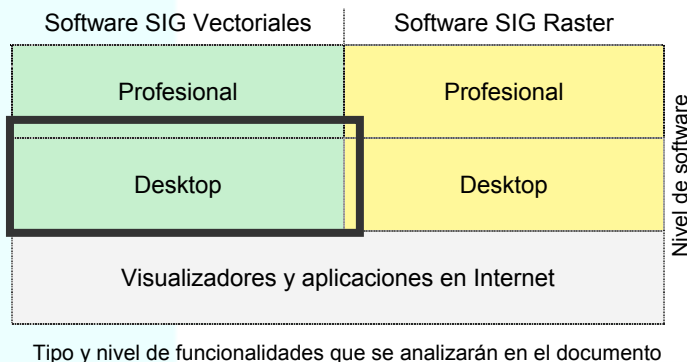 Software SIG Vectoriales
Software SIG Raster
Profesional
Profesional
Desktop
Desktop
Visualizadores y aplicaciones en Internet
Nivel de software
Tipo y nivel de funcionalidades que se analizarán en el documento